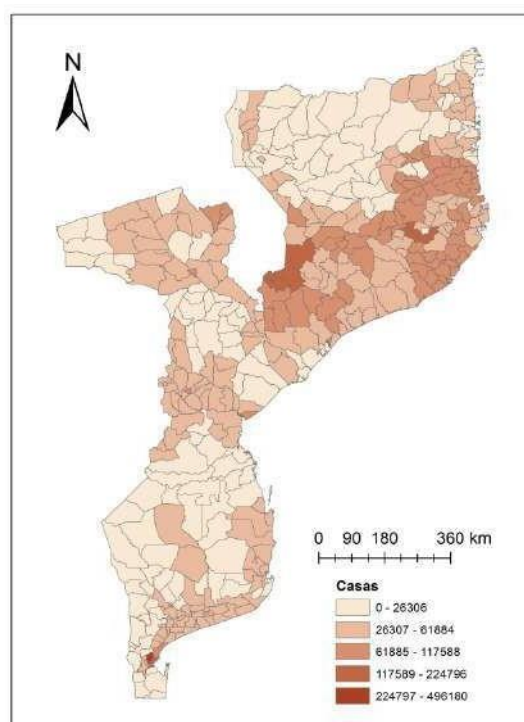 N
0 90 180 360 km
Casas
0 - 26306
26307 - 61884
61885 - 117588
117589 - 224796
224797 - 496180